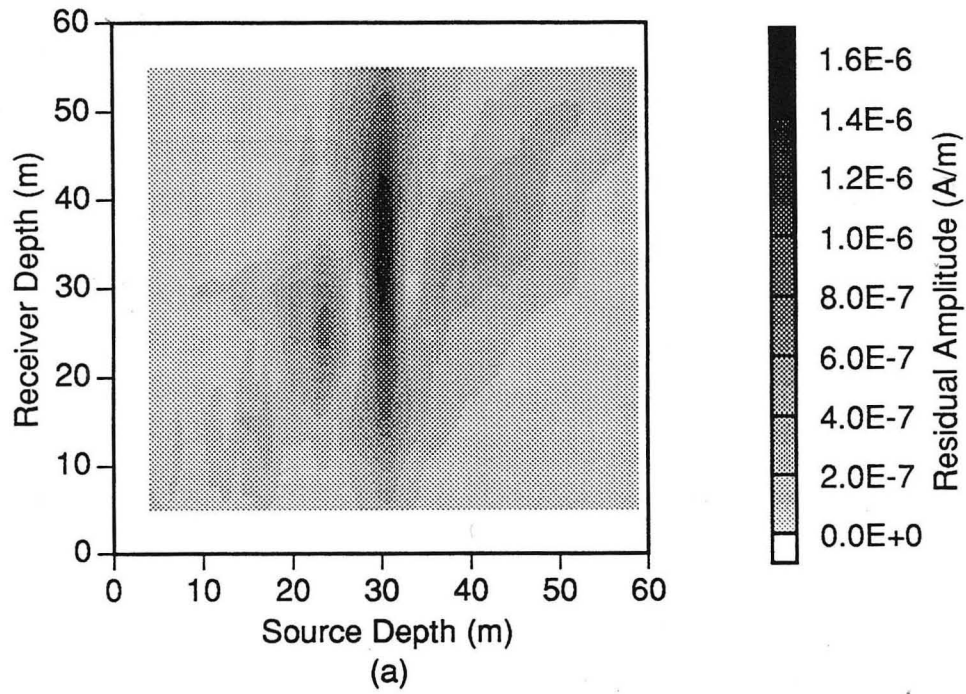 60
50
40
30
20
10
0
Receiver Depth (m)
0 10 20 30 40 50 60
Source Depth (m)
(a)
1.6E-6
1.4E-6
1.2E-6
1.0E-6
8.0E-7
6.0E-7
4.0E-7
2.0E-7
0.0E+0
Residual Amplitude (A/m)